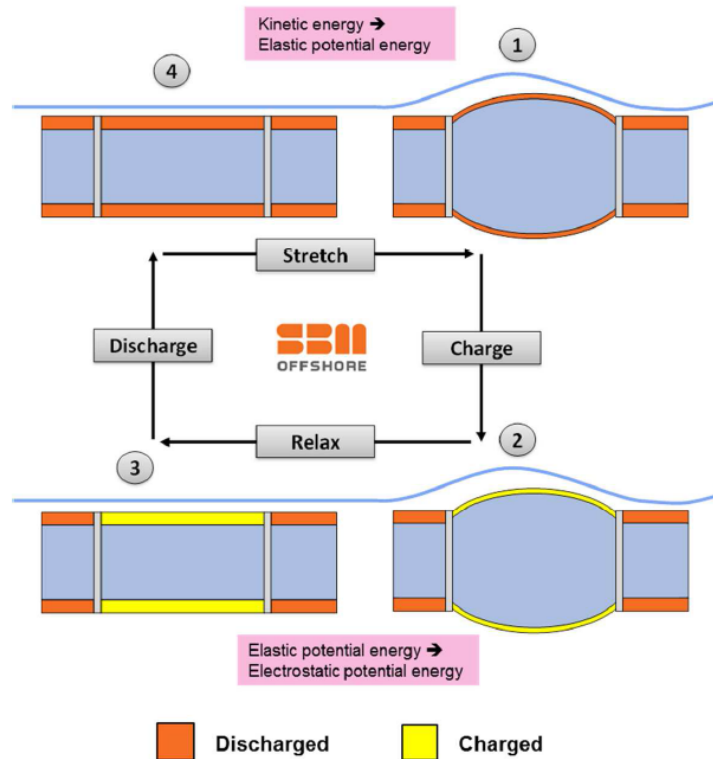 Kinetic energy ➔
Elastic potential energy
1
4
Stretch
Discharge
SBM
OFFSHORE
Charge
Relax
2
3
Elastic potential energy ➔
Electrostatic potential energy
Discharged
Charged